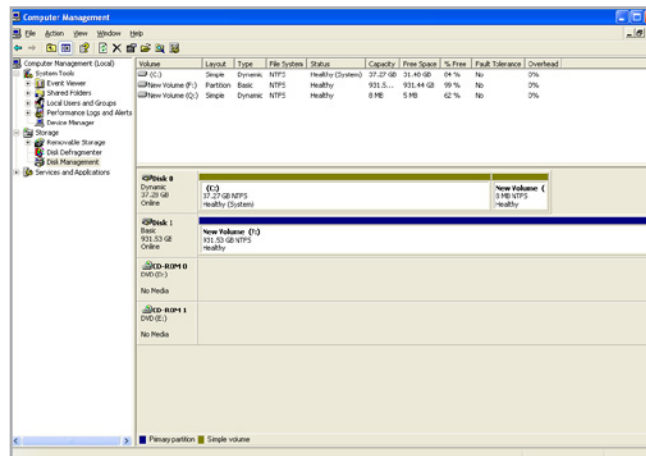 Computer Management
File Action View Window Help
Computer Management (Local)
System Tools
Event Viewer
Shared Folders
Local Users and Groups
Performance Logs and Alerts
Device Manager
Storage
Removable Storage
Disk Defragmenter
Disk Management
Services and Applications
Volume Layout Type File System Status Capacity Free Space % Free Fault Tolerance Overhead
(C:) Simple Dynamic NTFS Healthy (System) 37.27 GB 31.40 GB 84 % No 0%
New Volume (F:) Partition Basic NTFS Healthy 931.5... 931.44 GB 99 % No 0%
New Volume (Q:) Simple Dynamic NTFS Healthy 8 MB 5 MB 62 % No 0%
Disk 0
Dynamic
37.28 GB
Online
(C:)
37.27 GB NTFS
Healthy (System)
New Volume (
8 MB NTFS
Healthy
Disk 1
Basic
931.53 GB
Online
New Volume (F:)
931.53 GB NTFS
Healthy
CD-ROM 0
DVD (D:)
No Media
CD-ROM 1
DVD (E:)
No Media
Primary partition Simple volume